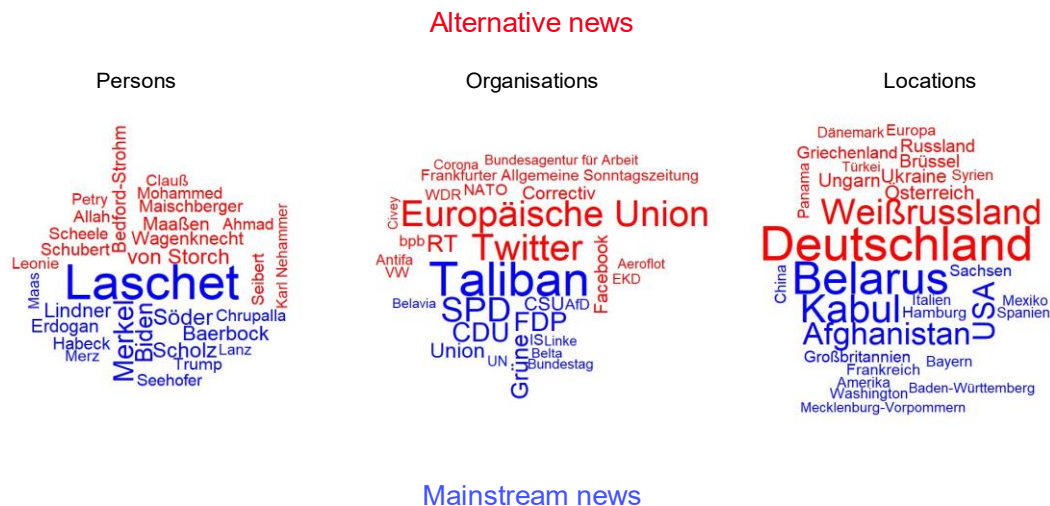 Alternative news
Persons
Organisations
Locations
Bedford-Strohm
Clauß
Mohammed
Petry
Maischberger
Allah
Maaßen
Ahmad
Scheele
Wagenknecht
Schubert
von Storch
Leonie
Seibert
Karl Nehammer
Laschet
Maas
Lindner
Merkel
Biden
Söder
Chrupalla
Erdogan
Baerbock
Habeck
Scholz
Lanz
Merz
Trump
Seehofer
Corona
Bundesagentur für Arbeit
Frankfurter Allgemeine Sonntagszeitung
WDR
NATO
Correctiv
Civey
Europäische Union
bpb
RT
Twitter
Facebook
Antifa
VW
Aeroflot
EKD
Taliban
Belavia
SPD
CSU
AfD
CDU
FDP
Union
Grüne
IS
Linke
Belta
UN
Bundestag
Dänemark
Europa
Russland
Griechenland
Brüssel
Türkei
Panama
Ungarn
Ukraine
Syrien
Österreich
Weißrussland
Deutschland
China
Belarus
Sachsen
Kabul
Italien
USA
Mexiko
Hamburg
Spanien
Afghanistan
Großbritannien
Bayern
Frankreich
Amerika
Washington
Baden-Württemberg
Mecklenburg-Vorpommern
Mainstream news